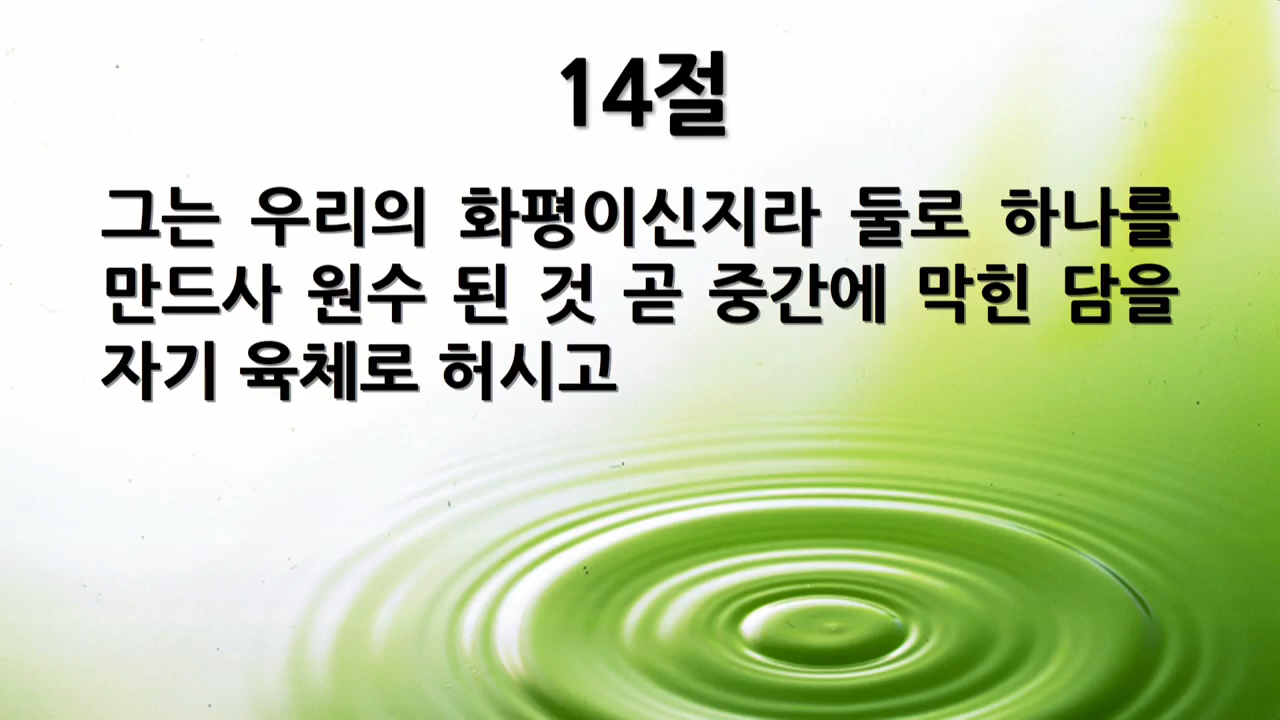 14절
그는 우리의 화평이신지라 둘로 하나를
만드사 원수 된 것 곧 중간에 막힌 담을
자기 육체로 허시고